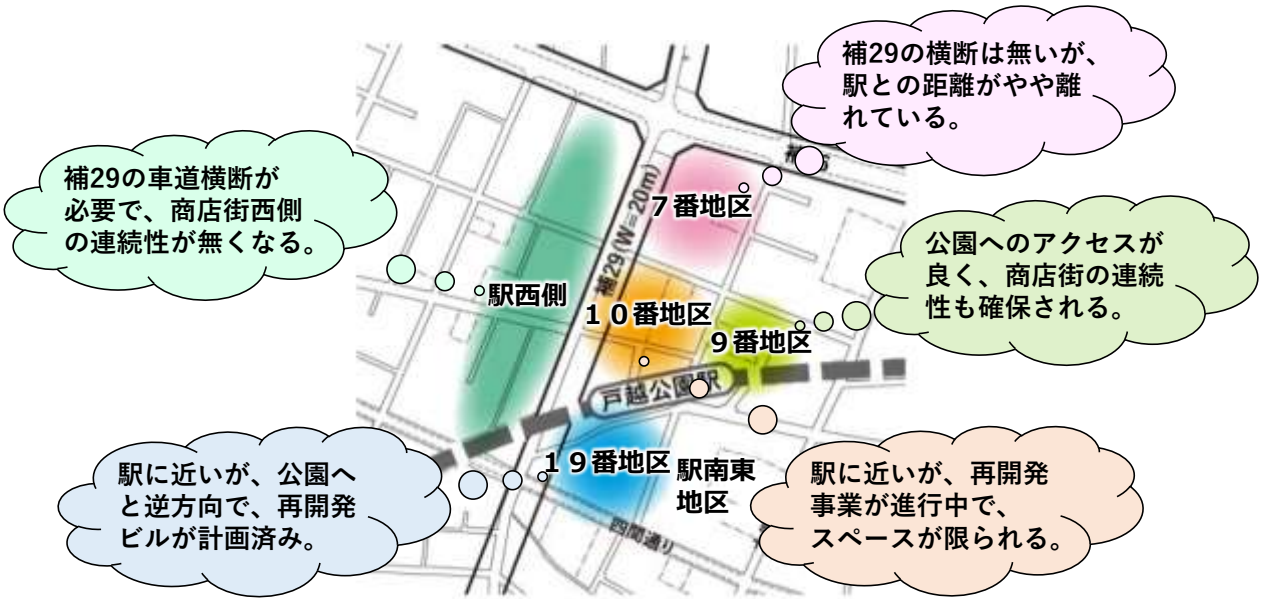 補29の横断は無いが、
駅との距離がやや離
れている。
補29の車道横断が
必要で、商店街西側
の連続性が無くなる。
７番地区
補29(W=20m)
公園へのアクセスが
良く、商店街の連続
性も確保される。
駅西側
１０番地区
９番地区
戸越公園駅
駅に近いが、公園へ
と逆方向で、再開発
ビルが計画済み。
１９番地区
駅南東
地区
四間通り
駅に近いが、再開発
事業が進行中で、
スペースが限られる。